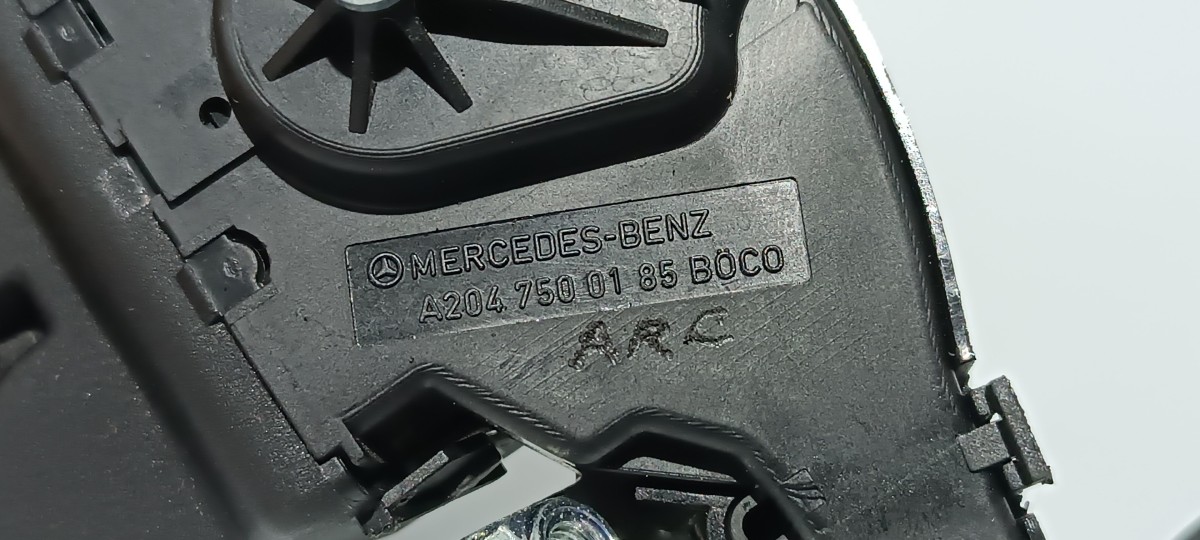 MERCEDES-BENZ
A204 750 01 85 BÖCO
ARC